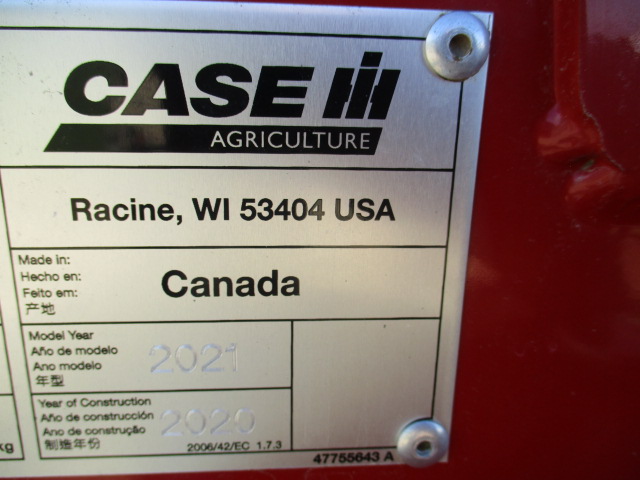 CASE IH
AGRICULTURE
Racine, WI 53404 USA
Made in:
Hecho en:
Feito em:
产地
Canada
Model Year
Año de modelo
Ano modelo
年型
2021
Year of Construction
Año de construcción
Ano de construção
制造年份
2020
2006/42/EC 1.7.3
kg
47755643 A